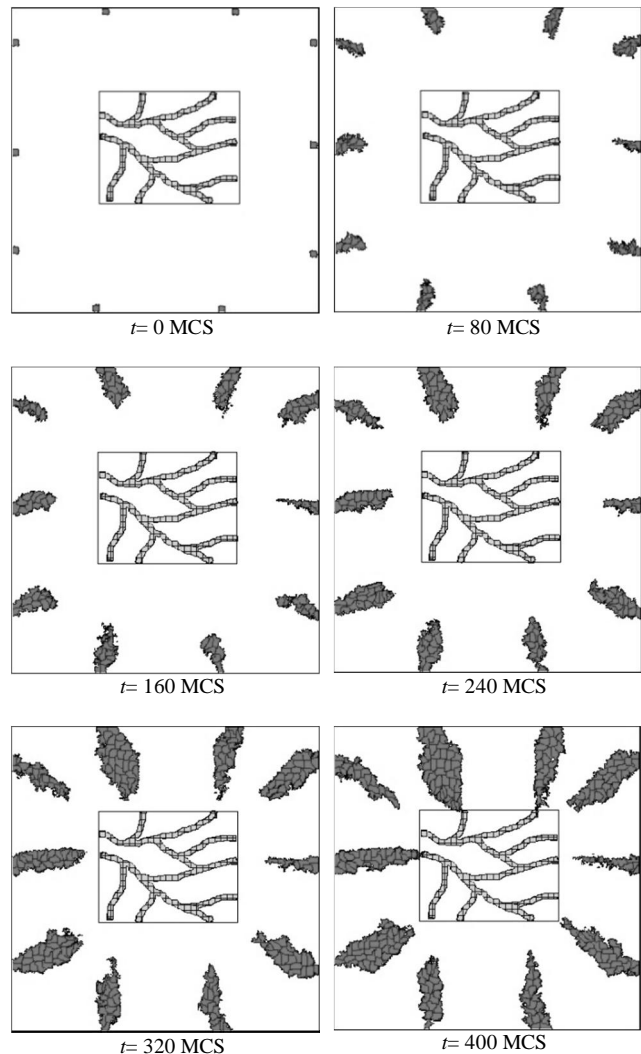 t= 0 MCS
t= 80 MCS
t= 160 MCS
t= 240 MCS
t= 320 MCS
t= 400 MCS